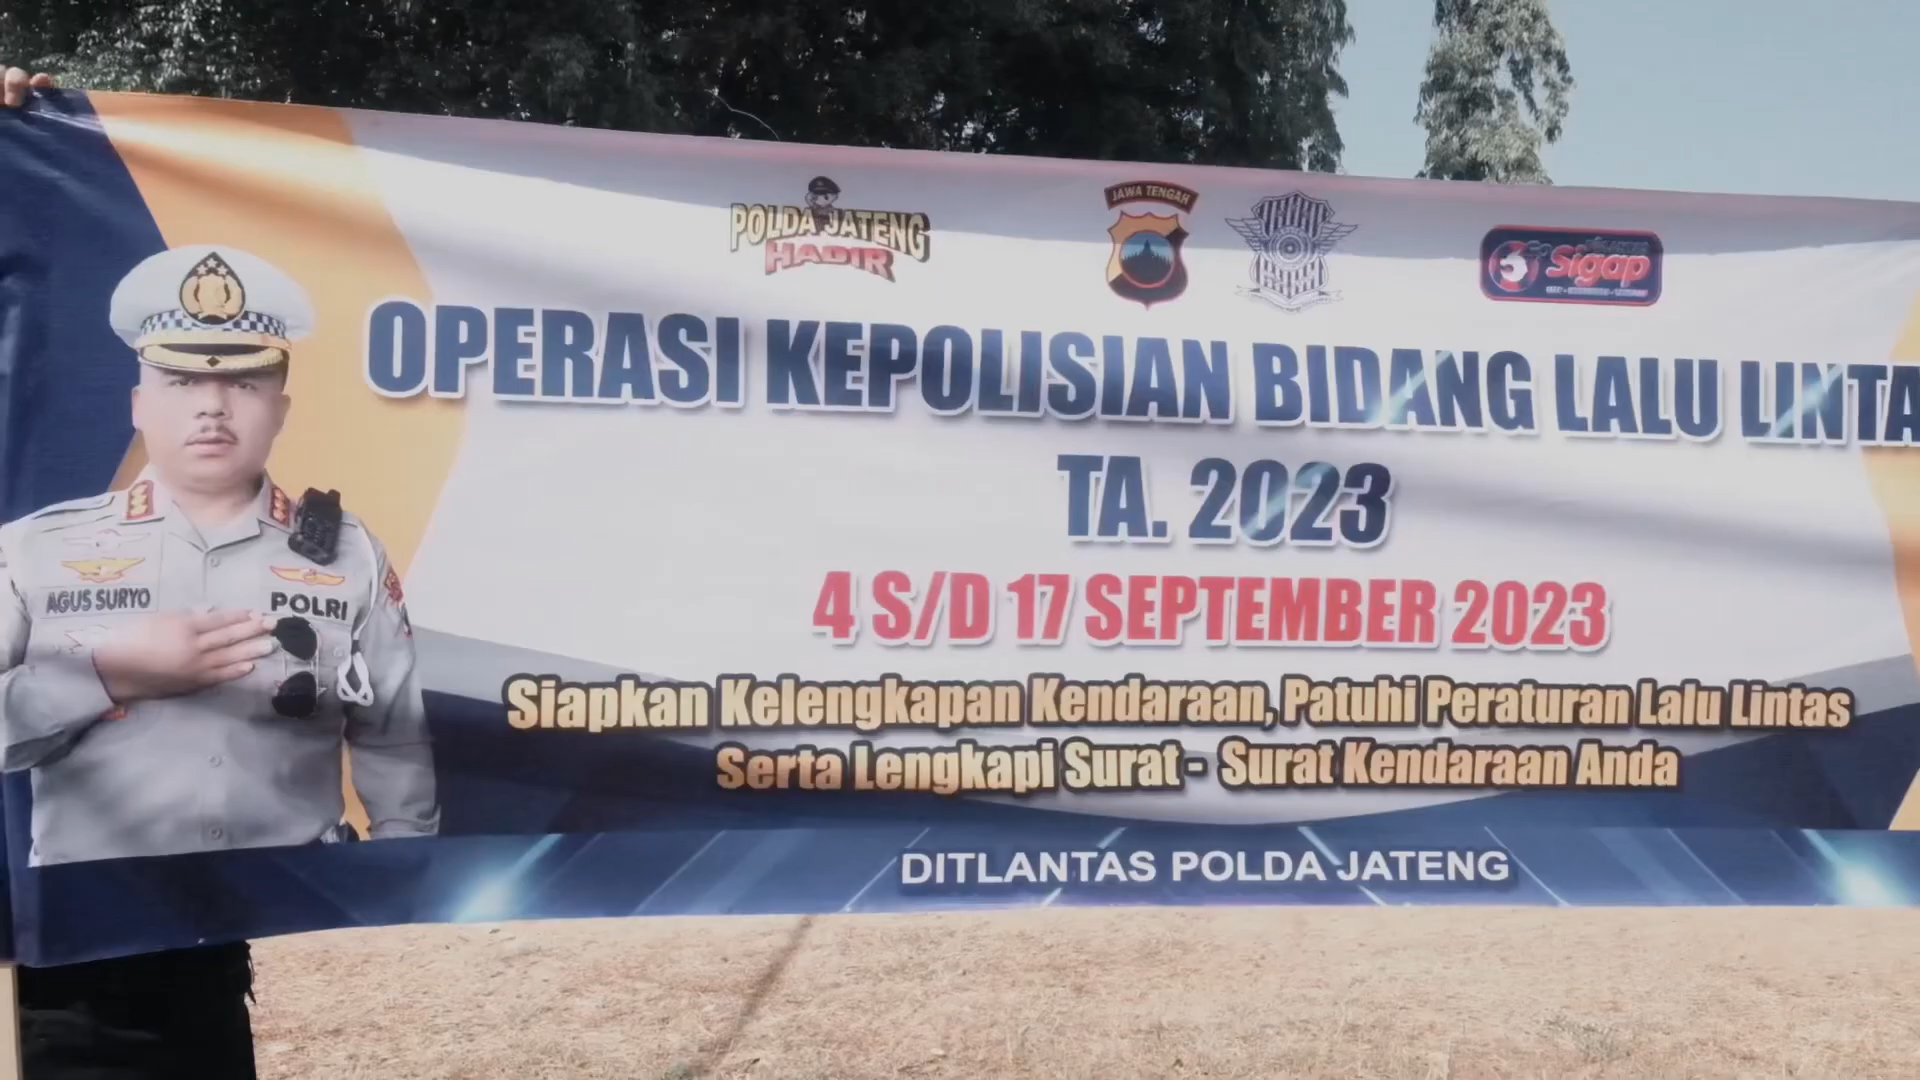 POLDA JATENG
HADIR
JAWA TENGAH
Sigap
OPERASI KEPOLISIAN BIDANG LALU LINTA
TA. 2023
4 S/D 17 SEPTEMBER 2023
AGUS SURYO
POLRI
Siapkan Kelengkapan Kendaraan, Patuhi Peraturan Lalu Lintas
Serta Lengkapi Surat - Surat Kendaraan Anda
DITLANTAS POLDA JATENG